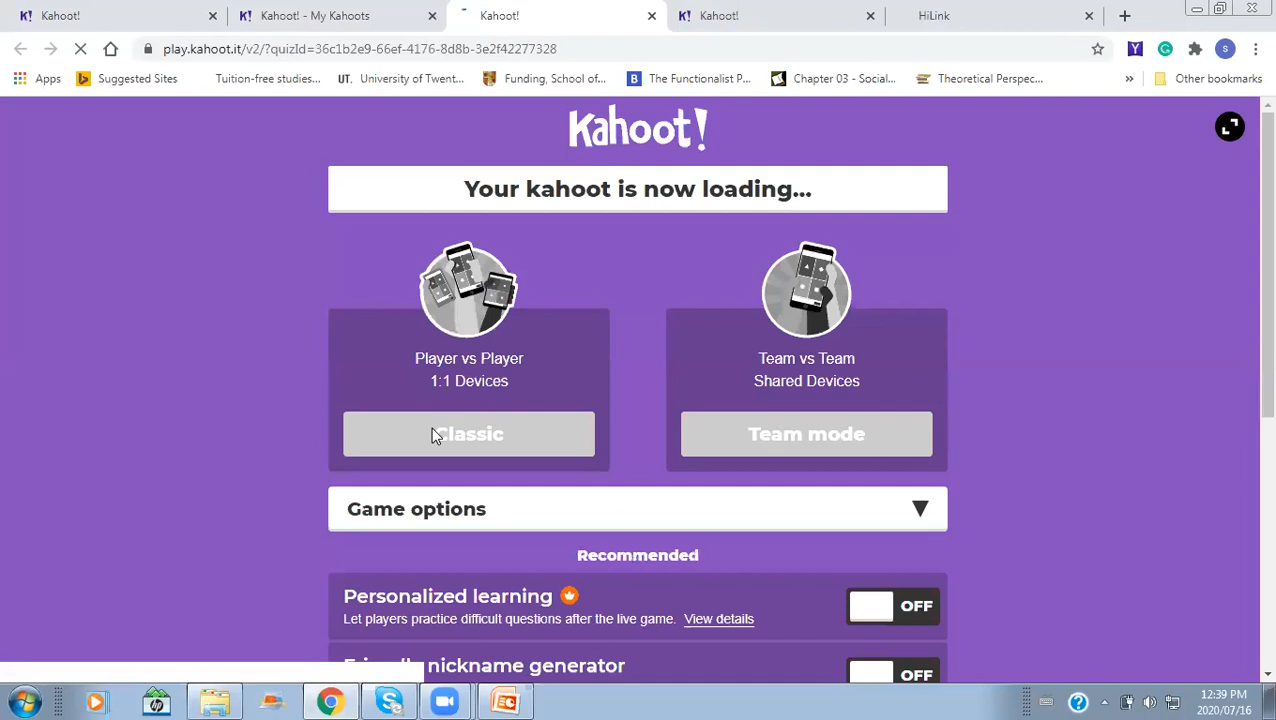 Kahoot!
Kahoot! - My Kahoots
Kahoot!
Kahoot!
HiLink
play.kahoot.it/v2/?quizId=36c1b2e9-66ef-4176-8d8b-3e2f42277328
Apps
Suggested Sites
Tuition-free studies...
UT. University of Twent...
Funding, School of...
The Functionalist P...
Chapter 03 - Social...
Theoretical Perspec...
» Other bookmarks
Kahoot!
Your kahoot is now loading...
Player vs Player
1:1 Devices
Classic
Team vs Team
Shared Devices
Team mode
Game options
Recommended
Personalized learning
Let players practice difficult questions after the live game. View details
OFF
Friendly nickname generator
OFF
12:39 PM
2020/07/16